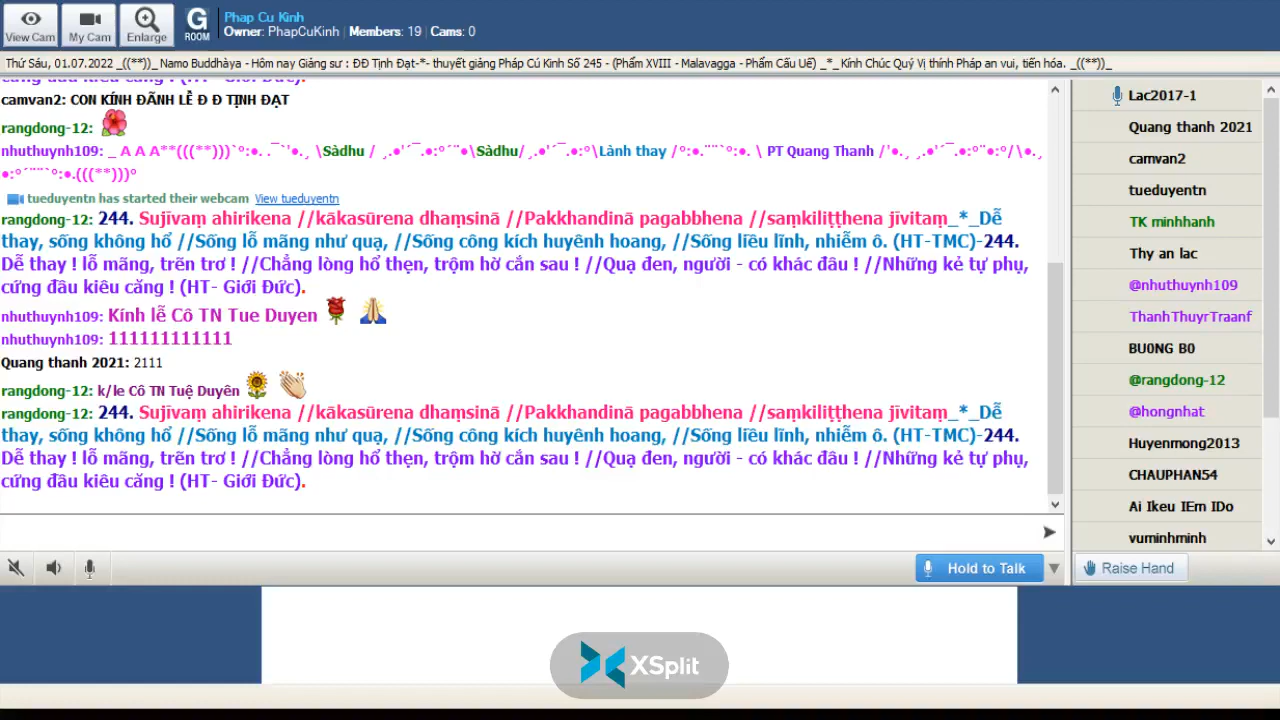 View Cam
My Cam
Enlarge
G ROOM
Phap Cu Kinh
Owner: PhapCuKinh | Members: 19 | Cams: 0
Thứ Sáu, 01.07.2022 _((**))_ Namo Buddhàya - Hôm nay Giảng sư : ĐĐ Tịnh Đạt-*- thuyết giảng Pháp Cú Kinh Số 245 - (Phẩm XVIII - Malavagga - Phẩm Cấu Uế) _*_ Kính Chúc Quý Vị thính Pháp an vui, tiến hóa. _((**))_
camvan2: CON KÍNH ĐÃNH LỄ Đ Đ TỊNH ĐẠT
rangdong-12:
nhuthuynh109: _ A A A**(((**)))`°:•. .¯`'•.¸ \Sàdhu / ¸.•'´¯.•:°´¨•\Sàdhu/¸.•'´¯.•:°\Lành thay /°:•.¨¨`°:•. \ PT Quang Thanh /'•.¸ ¸.•'´¯.•:°¨•:°/\•.¸
•:°´¨¨`°:•.(((**)))°
tueduyentn has started their webcam View tueduyentn
rangdong-12: 244. Sujīvaṃ ahirikena //kākasūrena dhaṃsinā //Pakkhandinā pagabbhena //saṃkiliṭṭhena jīvitaṃ_*_Dễ
thay, sống không hổ //Sống lỗ mãng như quạ, //Sống công kích huyênh hoang, //Sống liều lĩnh, nhiễm ô. (HT-TMC)-244.
Dễ thay ! lỗ mãng, trẽn trơ ! //Chẳng lòng hổ thẹn, trộm hờ cắn sau ! //Quạ đen, người - có khác đâu ! //Những kẻ tự phụ,
cứng đầu kiêu căng ! (HT- Giới Đức).
nhuthuynh109: Kính lễ Cô TN Tue Duyen
nhuthuynh109: 111111111111
Quang thanh 2021: 2111
rangdong-12: k/le Cô TN Tuệ Duyên
rangdong-12: 244. Sujīvaṃ ahirikena //kākasūrena dhaṃsinā //Pakkhandinā pagabbhena //saṃkiliṭṭhena jīvitaṃ_*_Dễ
thay, sống không hổ //Sống lỗ mãng như quạ, //Sống công kích huyênh hoang, //Sống liều lĩnh, nhiễm ô. (HT-TMC)-244.
Dễ thay ! lỗ mãng, trẽn trơ ! //Chẳng lòng hổ thẹn, trộm hờ cắn sau ! //Quạ đen, người - có khác đâu ! //Những kẻ tự phụ,
cứng đầu kiêu căng ! (HT- Giới Đức).
Hold to Talk
Lac2017-1
Quang thanh 2021
camvan2
tueduyentn
TK minhhanh
Thy an lac
@nhuthuynh109
ThanhThuyrTraanf
BU0NG B0
@rangdong-12
@hongnhat
Huyenmong2013
CHAUPHAN54
Ai Ikeu IEm IDo
vuminhminh
Raise Hand
XSplit